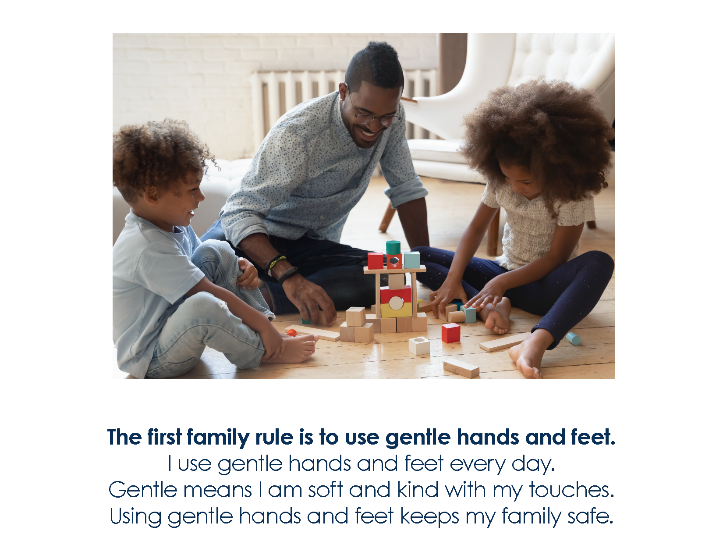 The first family rule is to use gentle hands and feet.
I use gentle hands and feet every day.
Gentle means I am soft and kind with my touches.
Using gentle hands and feet keeps my family safe.